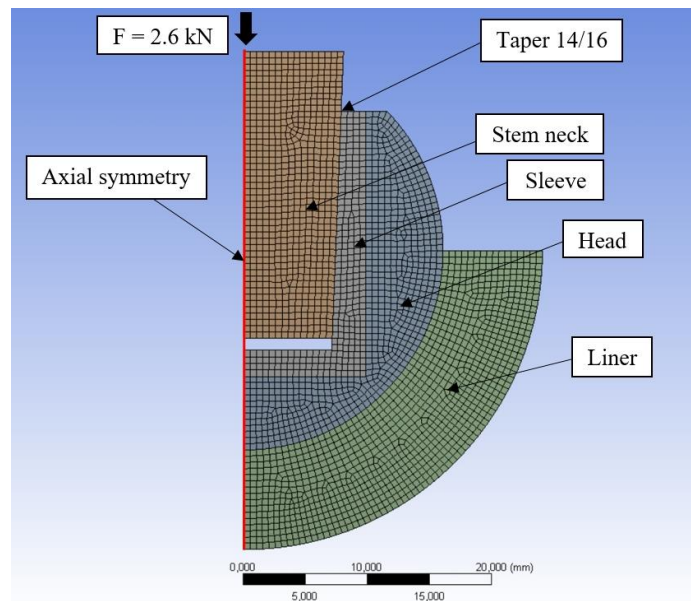 F = 2.6 kN
Taper 14/16
Stem neck
Axial symmetry
Sleeve
Head
Liner
0,000 10,000 20,000 (mm)
5,000 15,000